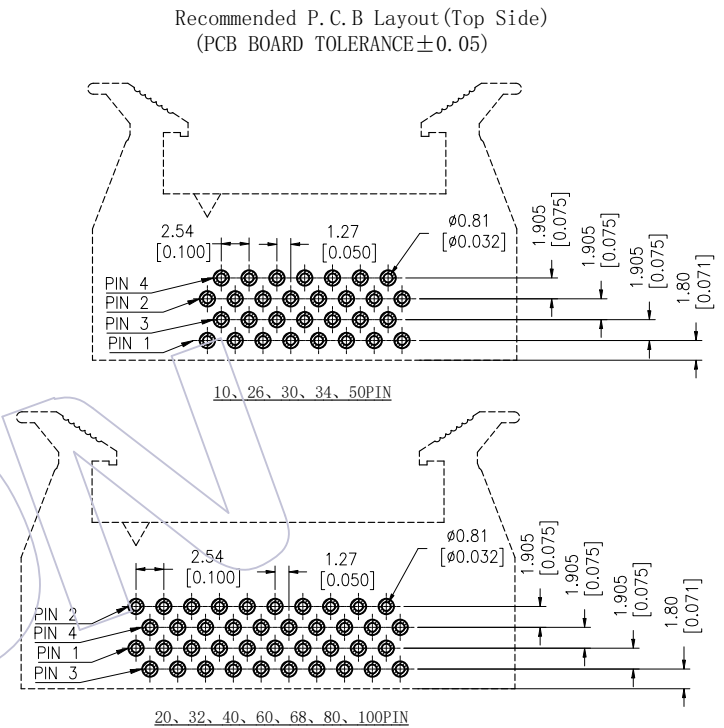 Recommended P.C.B Layout(Top Side)
(PCB BOARD TOLERANCE±0.05)
2.54
[0.100]
1.27
[0.050]
ø0.81
[ø0.032]
1.905
[0.075]
1.905
[0.075]
1.905
[0.075]
1.80
[0.071]
PIN 4
PIN 2
PIN 3
PIN 1
10、26、30、34、50PIN
2.54
[0.100]
1.27
[0.050]
ø0.81
[ø0.032]
1.905
[0.075]
1.905
[0.075]
1.905
[0.075]
1.80
[0.071]
PIN 2
PIN 4
PIN 1
PIN 3
20、32、40、60、68、80、100PIN